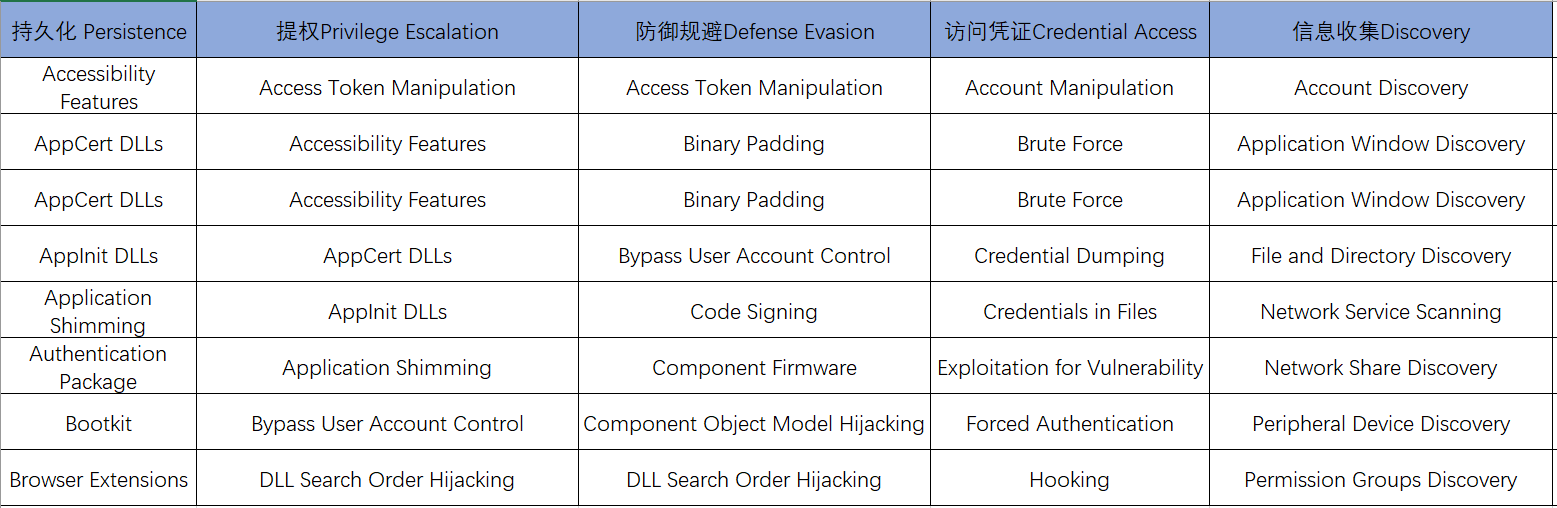 持久化 Persistence
提权Privilege Escalation
防御规避Defense Evasion
访问凭证Credential Access
信息收集Discovery
Accessibility
Features
Access Token Manipulation
Access Token Manipulation
Account Manipulation
Account Discovery
AppCert DLLs
Accessibility Features
Binary Padding
Brute Force
Application Window Discovery
AppCert DLLs
Accessibility Features
Binary Padding
Brute Force
Application Window Discovery
AppInit DLLs
AppCert DLLs
Bypass User Account Control
Credential Dumping
File and Directory Discovery
Application
Shimming
AppInit DLLs
Code Signing
Credentials in Files
Network Service Scanning
Authentication
Package
Application Shimming
Component Firmware
Exploitation for Vulnerability
Network Share Discovery
Bootkit
Bypass User Account Control
Component Object Model Hijacking
Forced Authentication
Peripheral Device Discovery
Browser Extensions
DLL Search Order Hijacking
DLL Search Order Hijacking
Hooking
Permission Groups Discovery